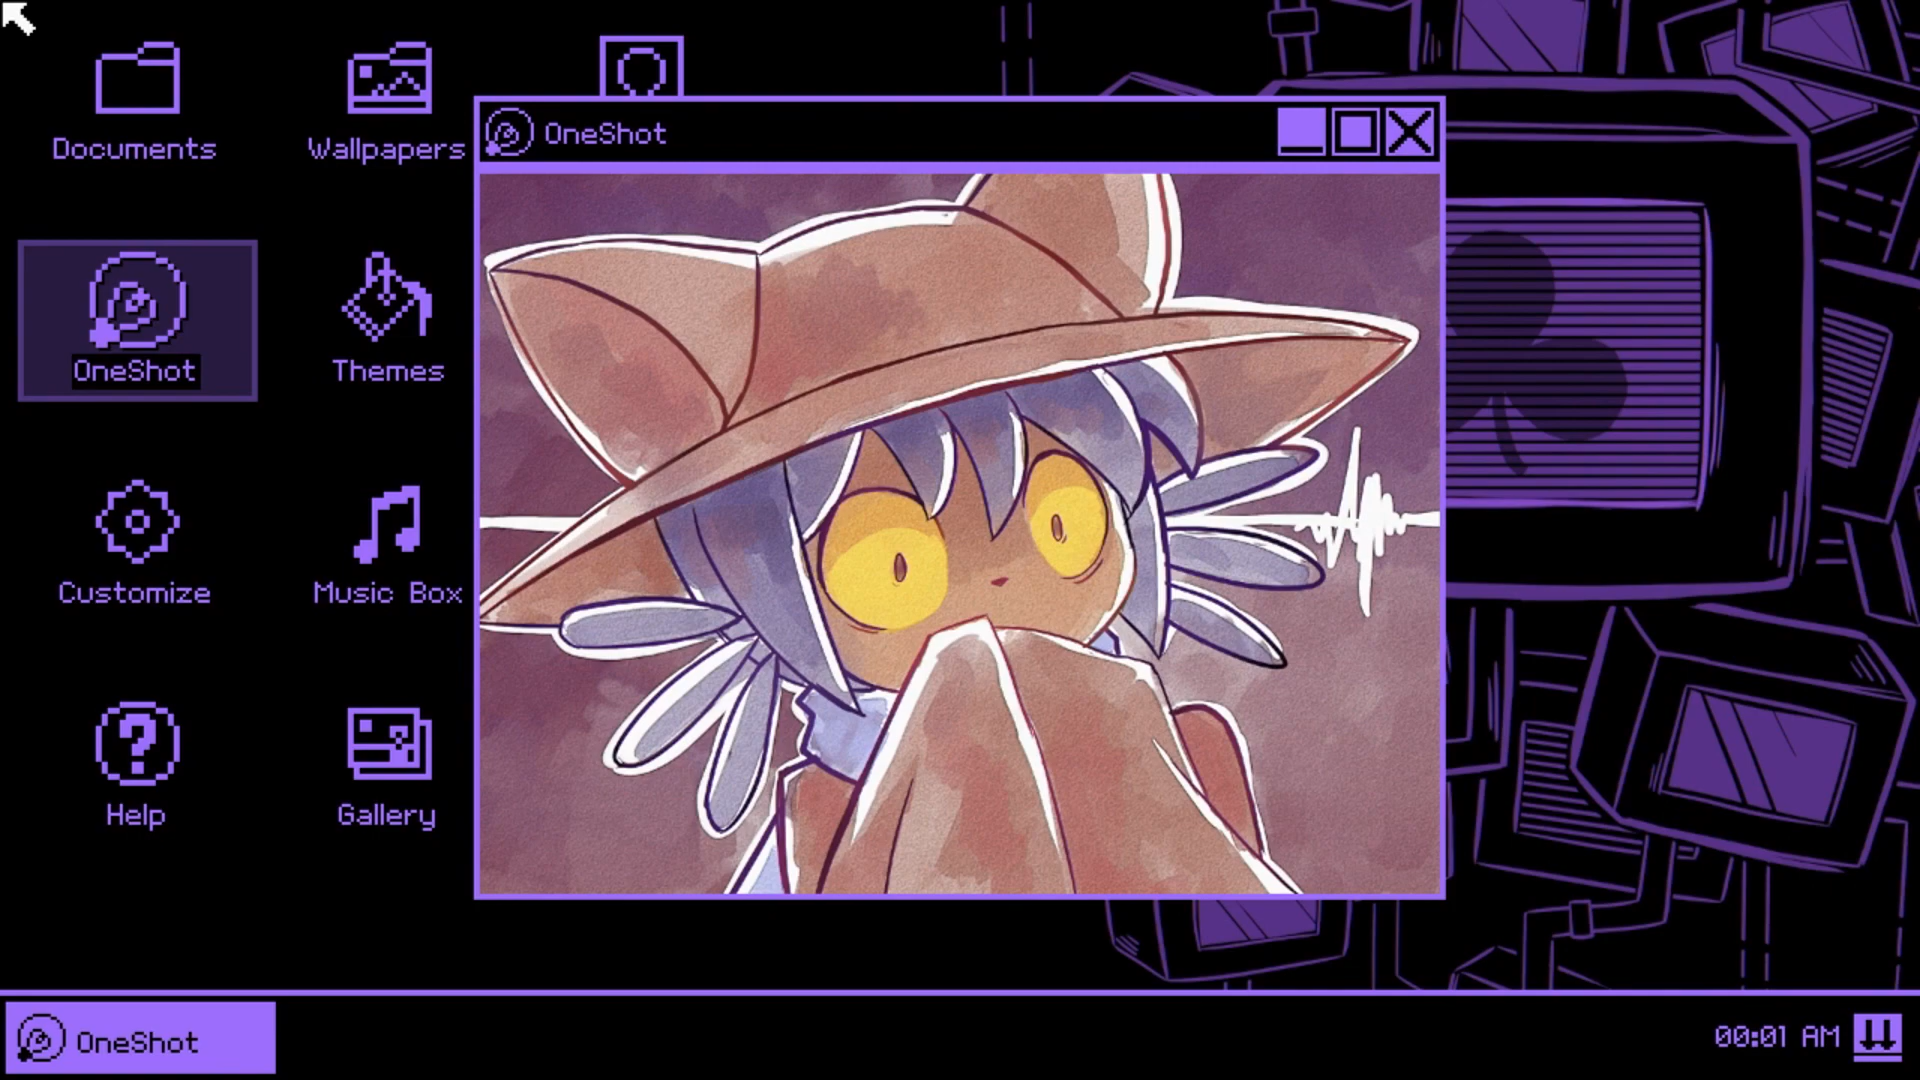 Documents
Wallpapers
OneShot
OneShot
Themes
Customize
Music Box
Help
Gallery
OneShot
00:01 AM